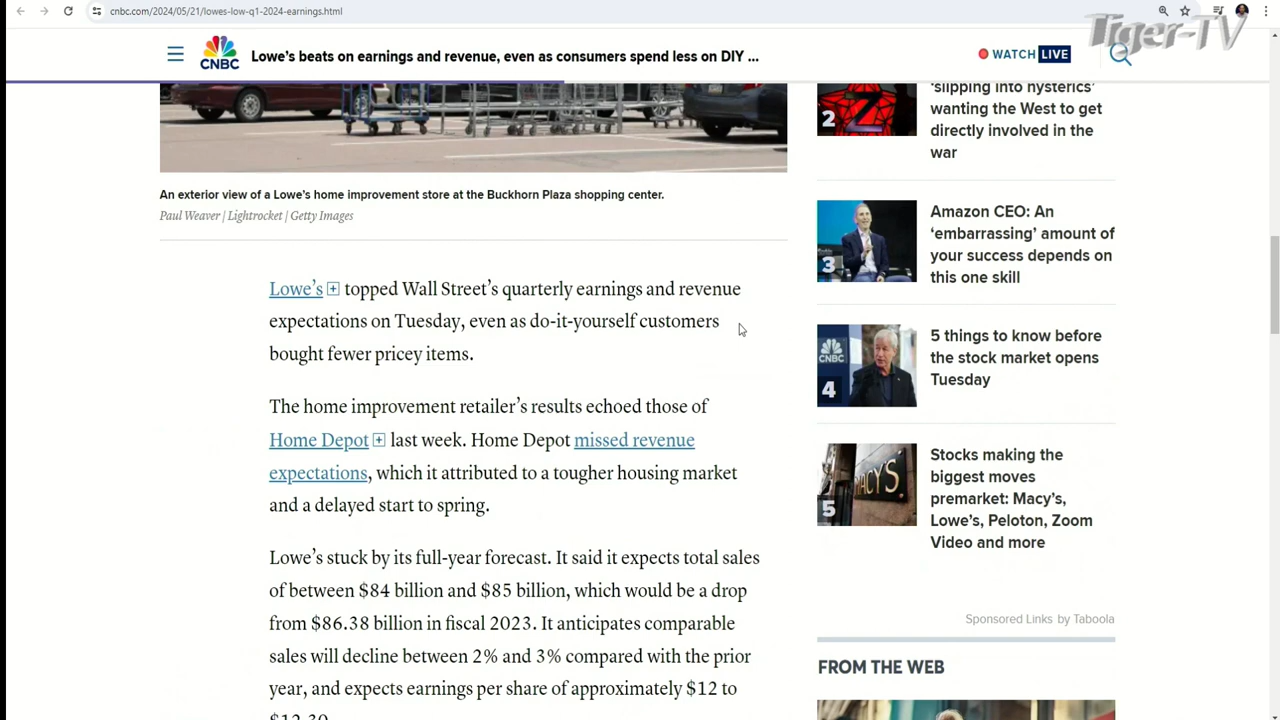 cnbc.com/2024/05/21/lowes-low-q1-2024-earnings.html
Tiger-TV
CNBC
Lowe's beats on earnings and revenue, even as consumers spend less on DIY ...
WATCH LIVE
An exterior view of a Lowe's home improvement store at the Buckhorn Plaza shopping center.
Paul Weaver | Lightrocket | Getty Images
Lowe's topped Wall Street's quarterly earnings and revenue
expectations on Tuesday, even as do-it-yourself customers
bought fewer pricey items.
The home improvement retailer's results echoed those of
Home Depot last week. Home Depot missed revenue
expectations, which it attributed to a tougher housing market
and a delayed start to spring.
Lowe's stuck by its full-year forecast. It said it expects total sales
of between $84 billion and $85 billion, which would be a drop
from $86.38 billion in fiscal 2023. It anticipates comparable
sales will decline between 2% and 3% compared with the prior
year, and expects earnings per share of approximately $12 to
$12.30
2
'slipping into hysterics'
wanting the West to get
directly involved in the
war
3
Amazon CEO: An
'embarrassing' amount of
your success depends on
this one skill
CNBC
4
5 things to know before
the stock market opens
Tuesday
MACY'S
5
Stocks making the
biggest moves
premarket: Macy's,
Lowe's, Peloton, Zoom
Video and more
Sponsored Links by Taboola
FROM THE WEB